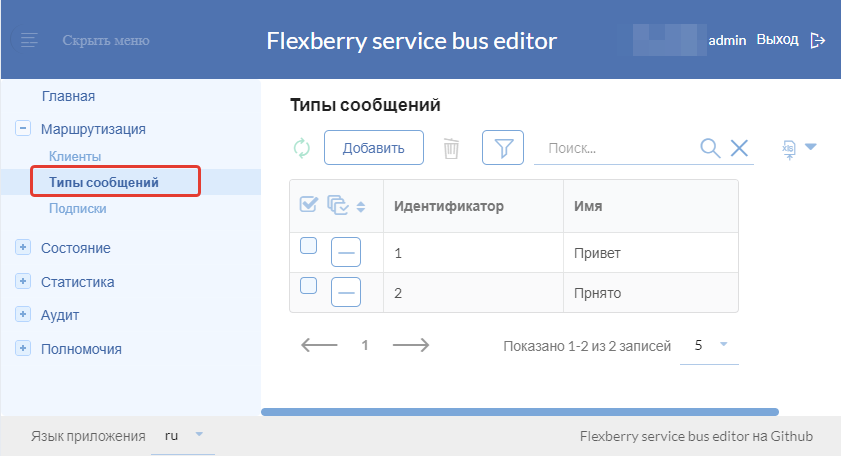 Скрыть меню
Flexberry service bus editor
admin Выход
Главная
Маршрутизация
Клиенты
Типы сообщений
Подписки
Состояние
Статистика
Аудит
Полномочия
Типы сообщений
Добавить
Поиск...
xls
Идентификатор Имя
1 Привет
2 Прнято
1
Показано 1-2 из 2 записей 5
Язык приложения ru
Flexberry service bus editor на Github